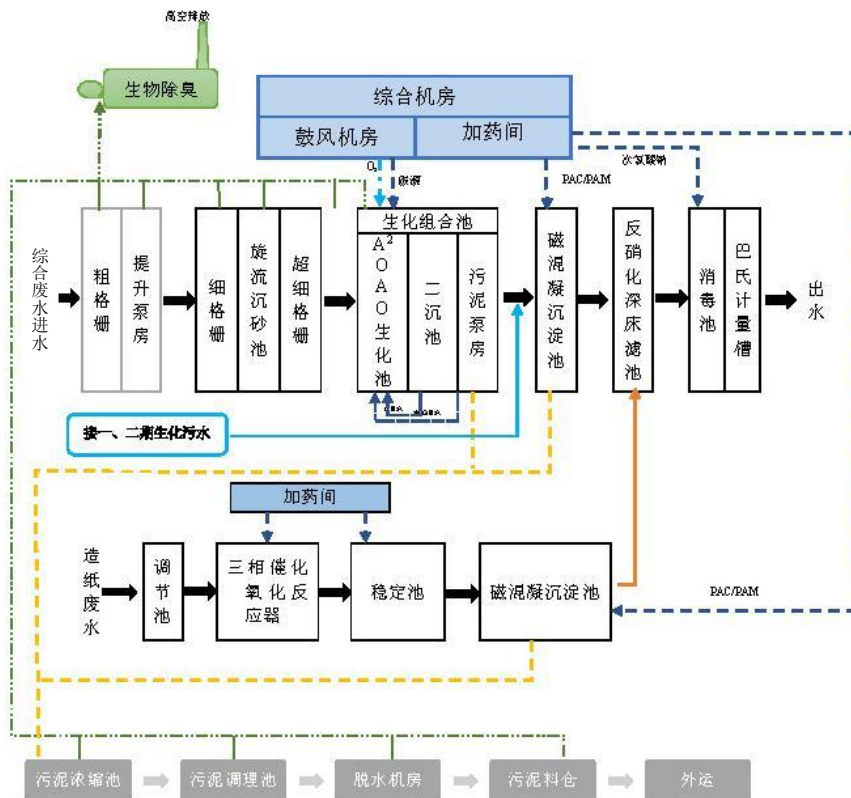 高空排放
生物除臭
综合机房
鼓风机房
加药间
O₂
碳源
PAC/PAM
次氯酸钠
综合废水进水
粗格栅
提升泵房
细格栅
旋流沉砂池
超细格栅
生化组合池
A²OAO生化池
二沉池
污泥泵房
磁混凝沉淀池
反硝化深床滤池
消毒池
巴氏计量槽
出水
接一、二期生化污水
加药间
造纸废水
调节池
三相催化氧化反应器
稳定池
磁混凝沉淀池
PAC/PAM
污泥浓缩池
污泥调理池
脱水机房
污泥料仓
外运